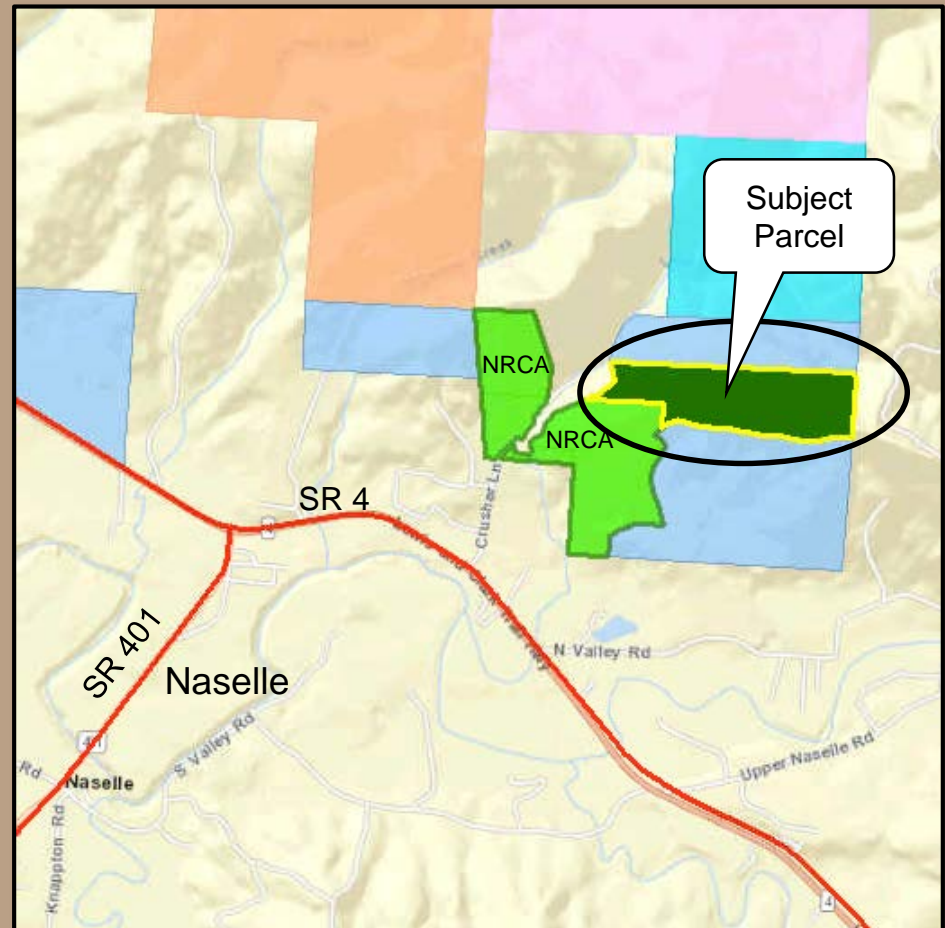 Subject
Parcel
NRCA
NRCA
Crusher Ln
SR 4
SR 401
N Valley Rd
Naselle
S Valley Rd
Upper Naselle Rd
Rd
Naselle
Knappton Rd
4